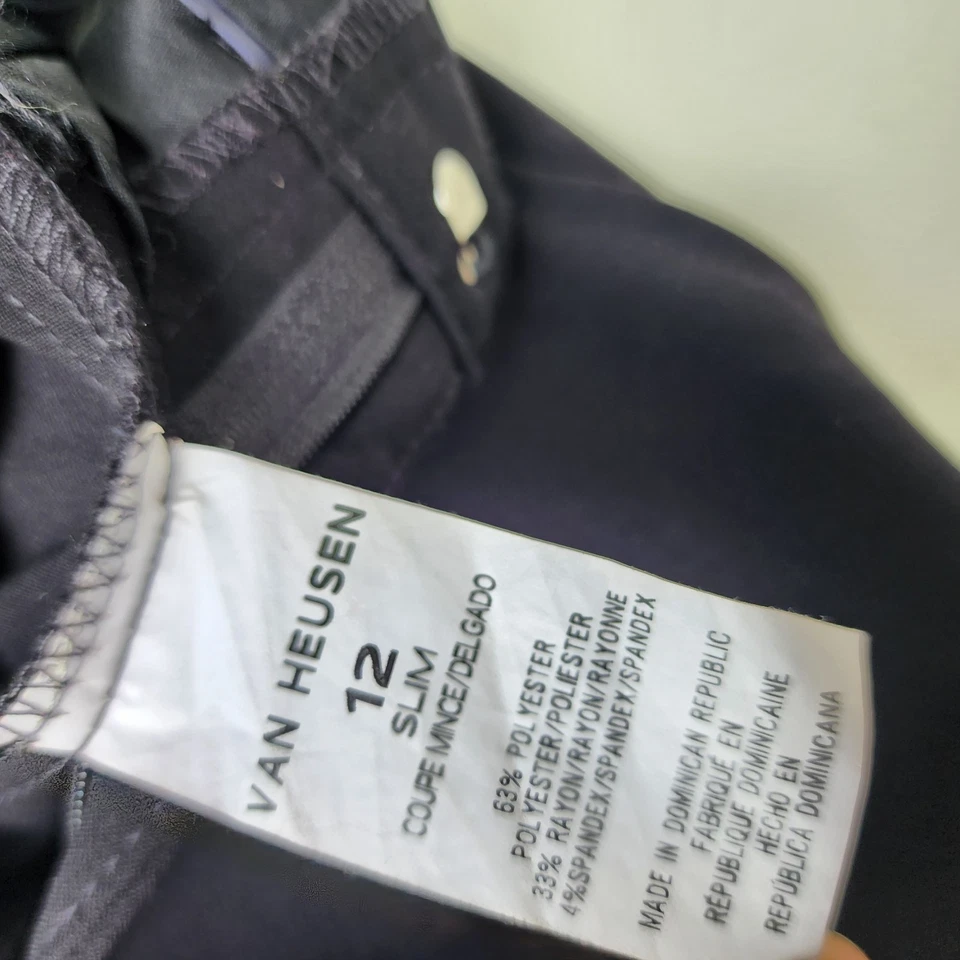 VAN HEUSEN
12
SLIM
COUPE MINCE/DELGADO
63% POLYESTER
POLYESTER/POLIESTER
33% RAYON/RAYON/RAYONNE
4%SPANDEX/SPANDEX/SPANDEX
MADE IN DOMINICAN REPUBLIC
FABRIQUÉ EN
RÉPUBLIQUE DOMINICAINE
HECHO EN
REPÚBLICA DOMINICANA